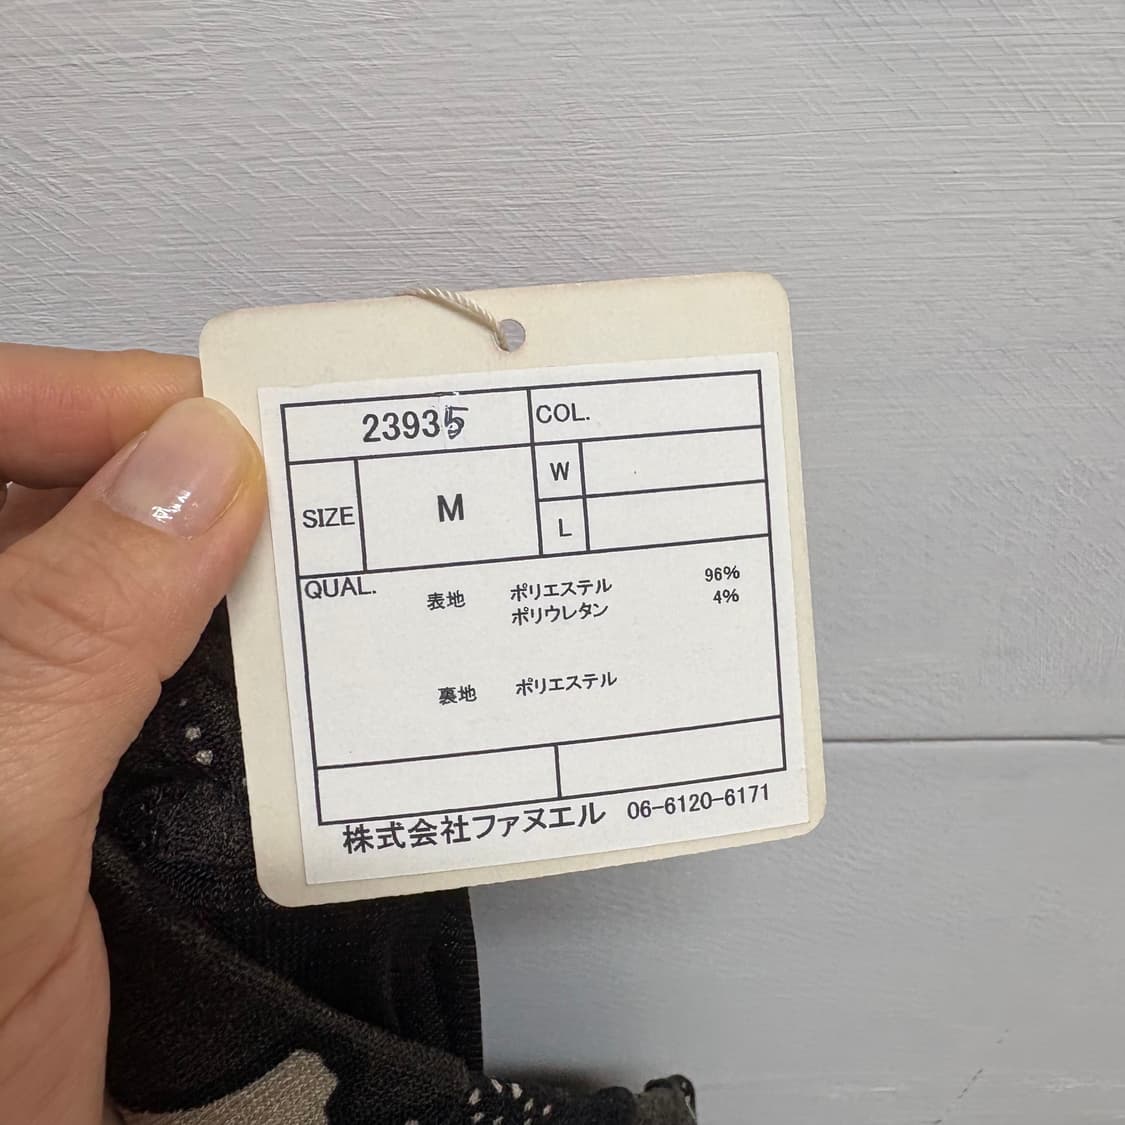 23935
COL.
SIZE
M
W
L
QUAL.
表地 ポリエステル 96%
ポリウレタン 4%
裏地 ポリエステル
株式会社ファヌエル 06-6120-6171